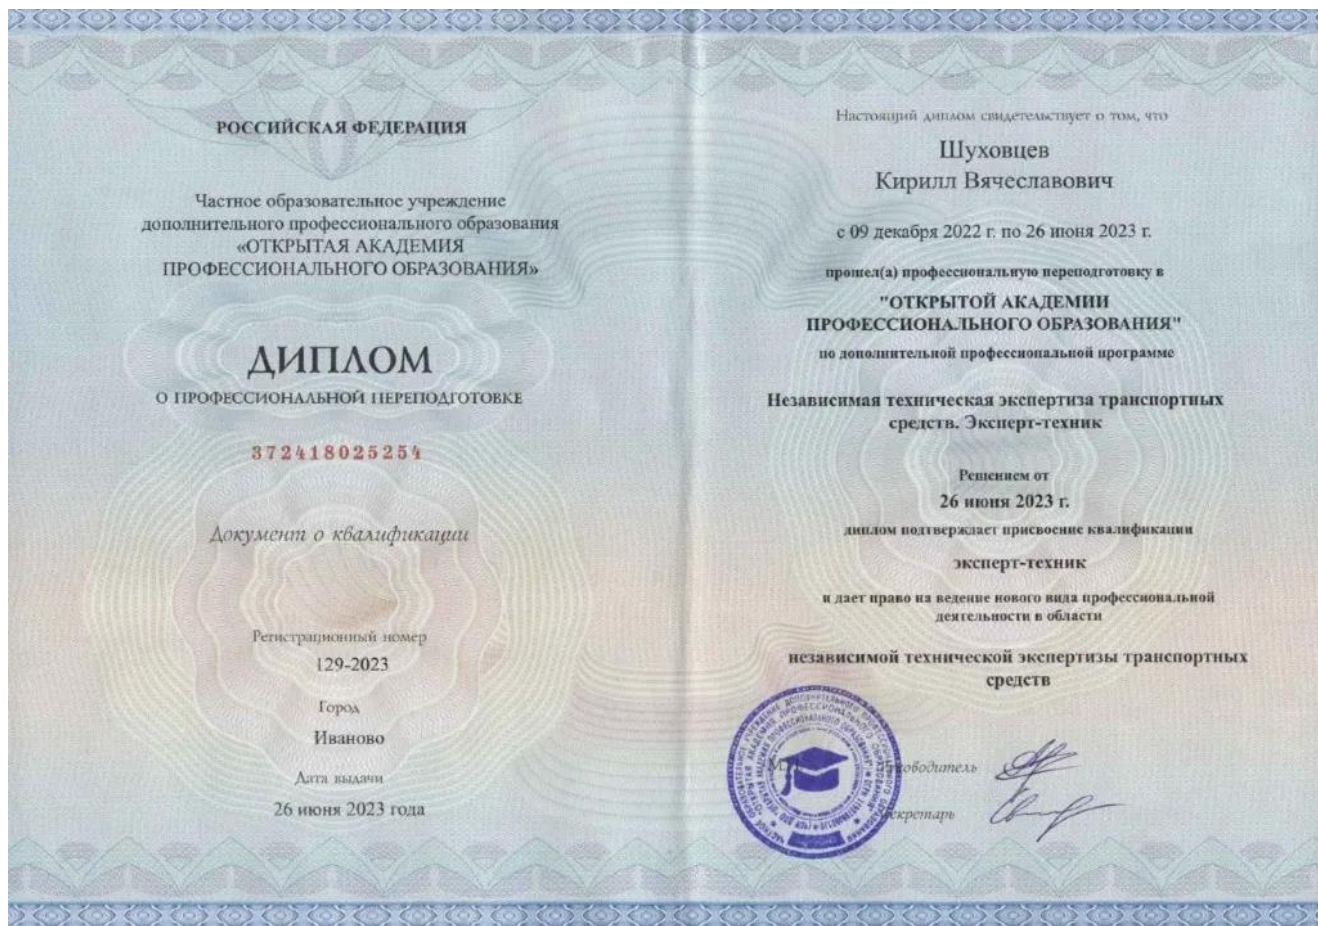 РОССИЙСКАЯ ФЕДЕРАЦИЯ
Частное образовательное учреждение
дополнительного профессионального образования
«ОТКРЫТАЯ АКАДЕМИЯ
ПРОФЕССИОНАЛЬНОГО ОБРАЗОВАНИЯ»
ДИПЛОМ
О ПРОФЕССИОНАЛЬНОЙ ПЕРЕПОДГОТОВКЕ
372418025254
Документ о квалификации
Регистрационный номер
129-2023
Город
Иваново
Дата выдачи
26 июня 2023 года
Настоящий диплом свидетельствует о том, что
Шуховцев
Кирилл Вячеславович
с 09 декабря 2022 г. по 26 июня 2023 г.
прошел(а) профессиональную переподготовку в
"ОТКРЫТОЙ АКАДЕМИИ
ПРОФЕССИОНАЛЬНОГО ОБРАЗОВАНИЯ"
по дополнительной профессиональной программе
Независимая техническая экспертиза транспортных
средств. Эксперт-техник
Решением от
26 июня 2023 г.
диплом подтверждает присвоение квалификации
эксперт-техник
и дает право на ведение нового вида профессиональной
деятельности в области
независимой технической экспертизы транспортных
средств
Руководитель
Секретарь